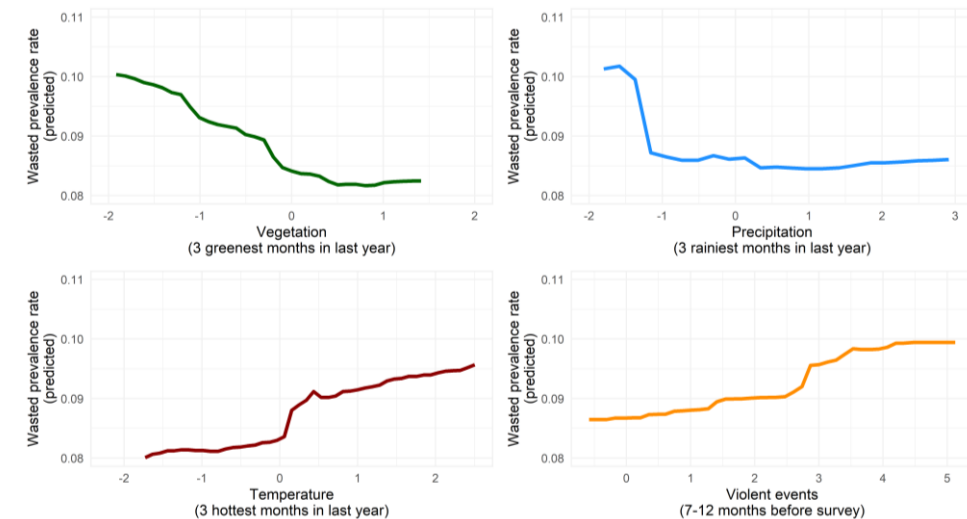 Wasted prevalence rate
(predicted)
0.11
0.10
0.09
0.08
-2 -1 0 1 2
Vegetation
(3 greenest months in last year)
Wasted prevalence rate
(predicted)
0.11
0.10
0.09
0.08
-2 -1 0 1 2 3
Precipitation
(3 rainiest months in last year)
Wasted prevalence rate
(predicted)
0.11
0.10
0.09
0.08
-2 -1 0 1 2
Temperature
(3 hottest months in last year)
Wasted prevalence rate
(predicted)
0.11
0.10
0.09
0.08
0 1 2 3 4 5
Violent events
(7-12 months before survey)